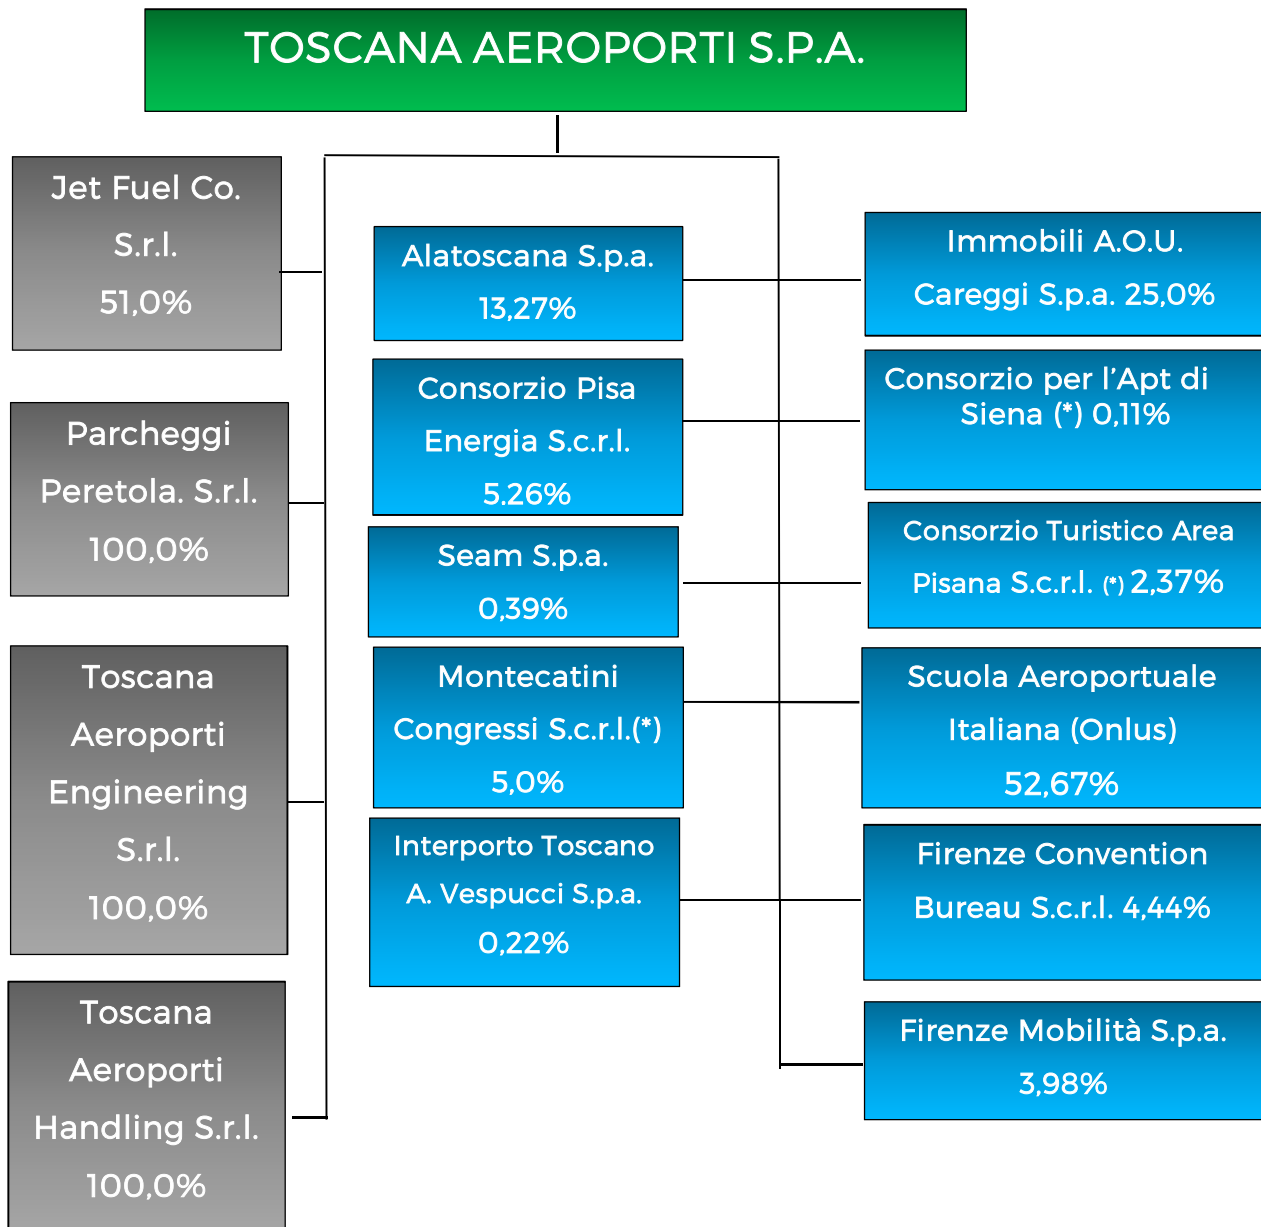 TOSCANA AEROPORTI S.P.A.
Jet Fuel Co.
S.r.l.
51,0%
Parcheggi
Peretola. S.r.l.
100,0%
Toscana
Aeroporti
Engineering
S.r.l.
100,0%
Toscana
Aeroporti
Handling S.r.l.
100,0%
Alatoscana S.p.a.
13,27%
Consorzio Pisa
Energia S.c.r.l.
5.26%
Seam S.p.a.
0,39%
Montecatini
Congressi S.c.r.l.(*)
5,0%
Interporto Toscano
A. Vespucci S.p.a.
0,22%
Immobili A.O.U.
Careggi S.p.a. 25,0%
Consorzio per l’Apt di
Siena (*) 0,11%
Consorzio Turistico Area
Pisana S.c.r.l. (*) 2,37%
Scuola Aeroportuale
Italiana (Onlus)
52,67%
Firenze Convention
Bureau S.c.r.l. 4,44%
Firenze Mobilità S.p.a.
3,98%